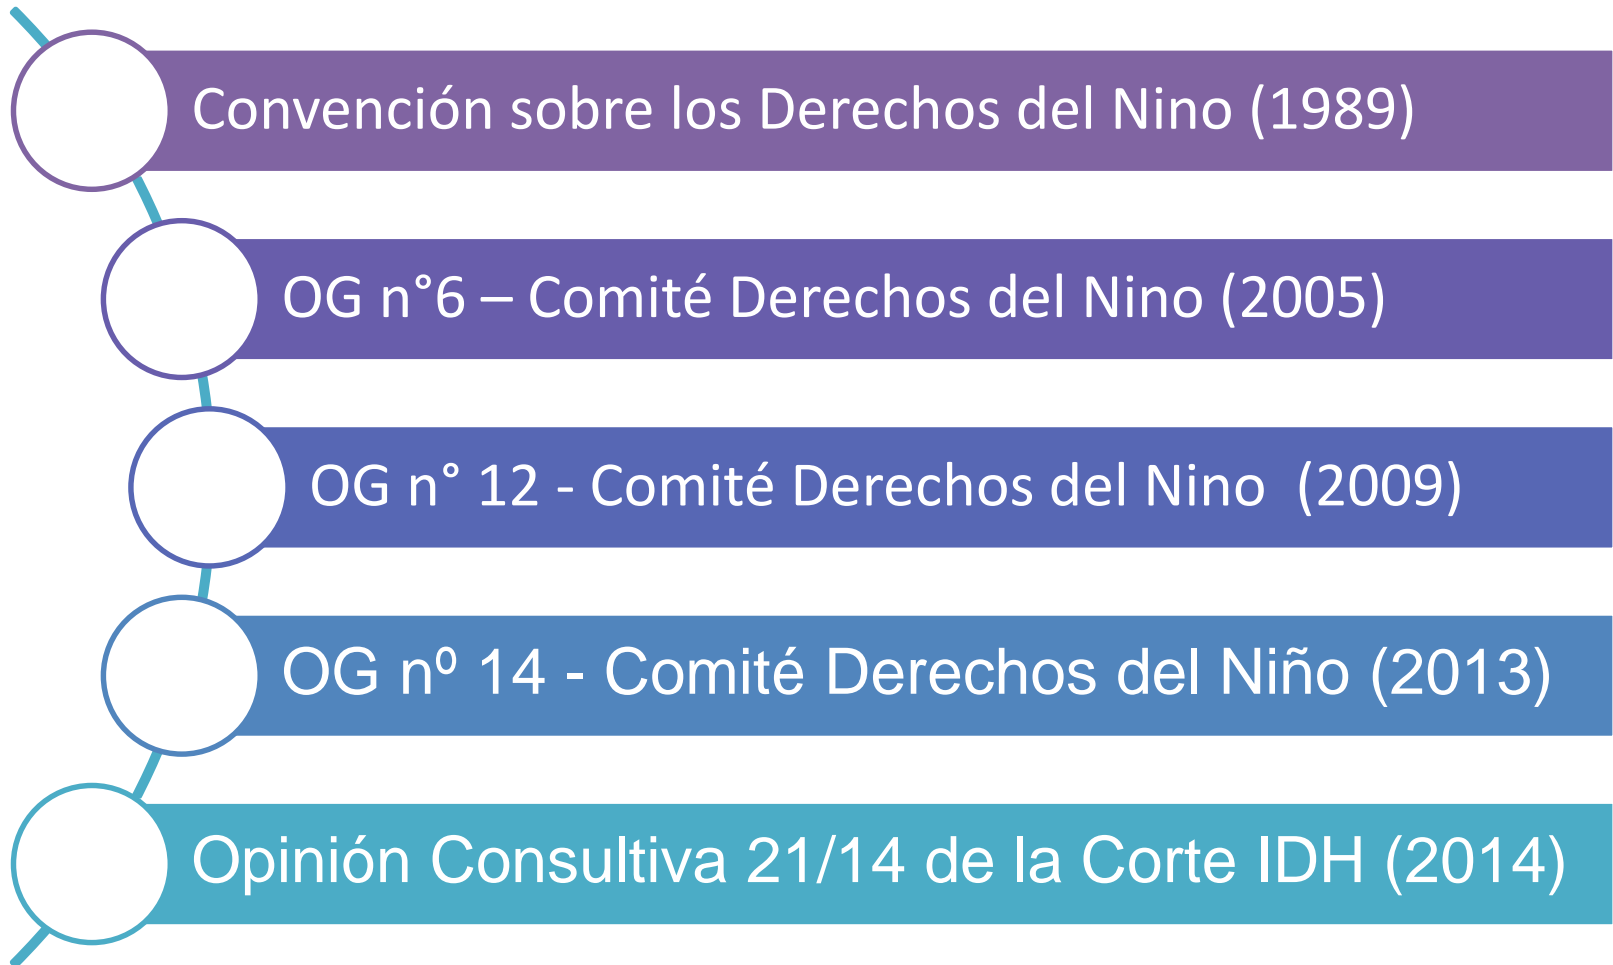 Convención sobre los Derechos del Nino (1989)
OG n°6 – Comité Derechos del Nino (2005)
OG n° 12 - Comité Derechos del Nino  (2009)
OG nº 14 - Comité Derechos del Niño (2013)
Opinión Consultiva 21/14 de la Corte IDH (2014)